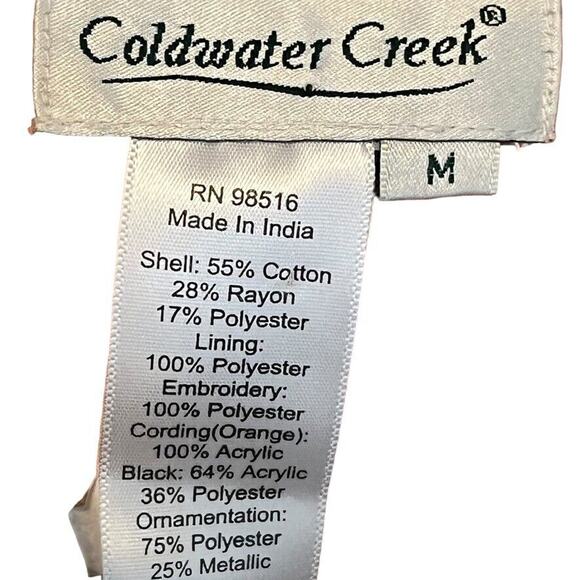 Coldwater Creek®
M
RN 98516
Made In India
Shell: 55% Cotton
28% Rayon
17% Polyester
Lining:
100% Polyester
Embroidery:
100% Polyester
Cording(Orange):
100% Acrylic
Black: 64% Acrylic
36% Polyester
Ornamentation:
75% Polyester
25% Metallic